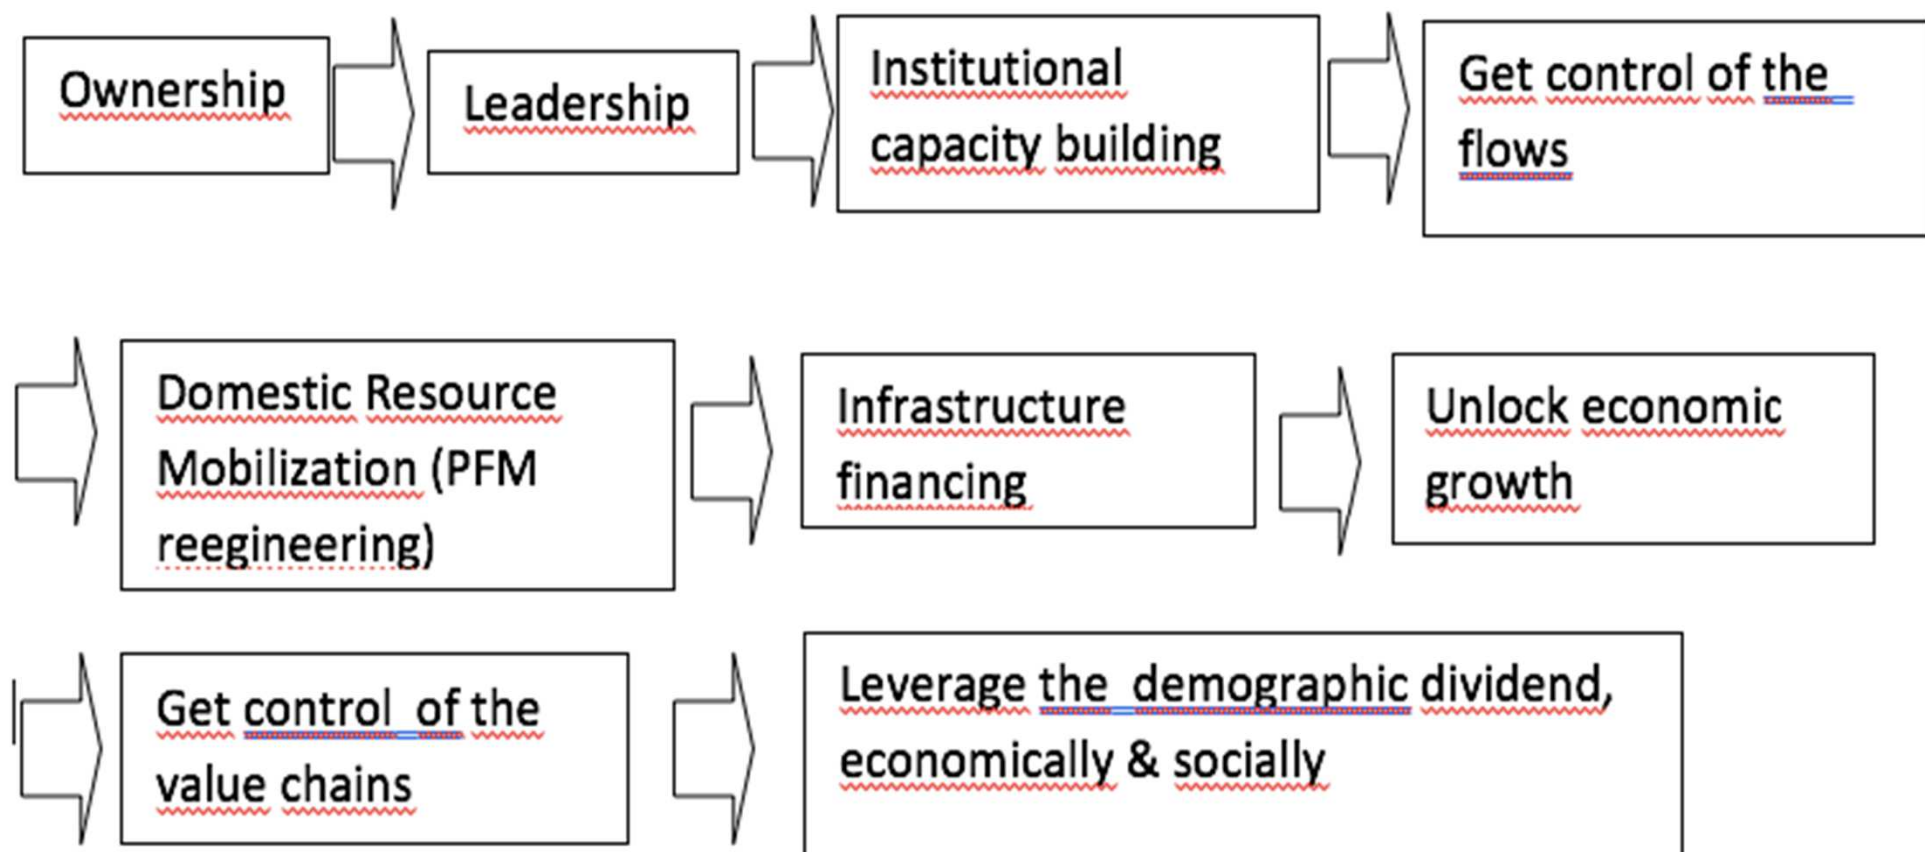 Ownership
Leadership
Institutional
capacity building
Get control of the
flows
Domestic Resource
Mobilization (PFM
reegineering)
Infrastructure
financing
Unlock economic
growth
Get control  of the
value chains
Leverage the  demographic dividend,
economically & socially